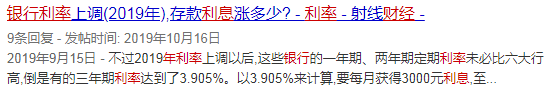 银行利率上调(2019年),存款利息涨多少? - 利率 - 射线财经 -
9条回复 - 发帖时间: 2019年10月16日
2019年9月15日 - 不过2019年利率上调以后,这些银行的一年期、两年期定期利率未必比六大行
高,倒是有的三年期利率达到了3.905%。以3.905%来计算,要每月获得3000元利息,至...